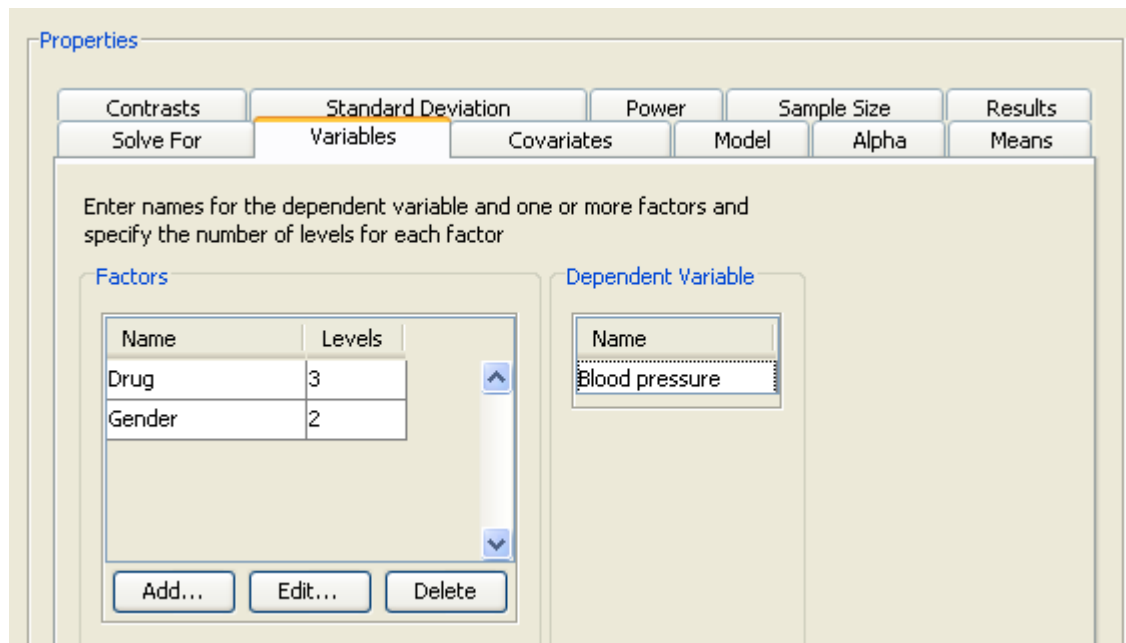 Properties
Contrasts Standard Deviation Power Sample Size Results
Solve For Variables Covariates Model Alpha Means
Enter names for the dependent variable and one or more factors and
specify the number of levels for each factor
Factors
Name Levels
Drug 3
Gender 2
Add... Edit... Delete
Dependent Variable
Name
Blood pressure